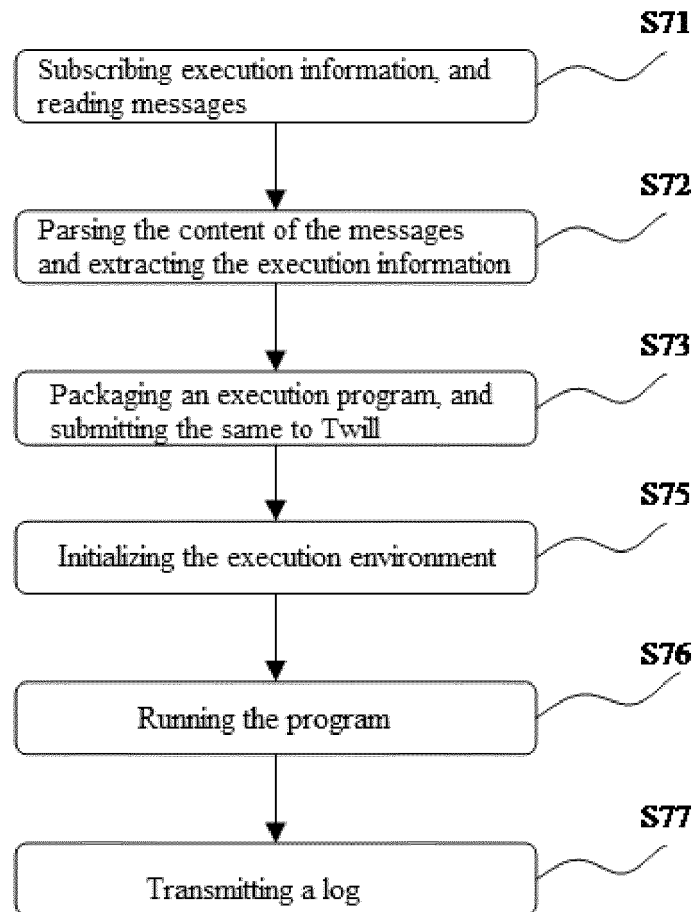 S71
Subscribing execution information, and
reading messages
S72
Parsing the content of the messages
and extracting the execution information
S73
Packaging an execution program, and
submitting the same to Twill
S75
Initializing the execution environment
S76
Running the program
S77
Transmitting a log